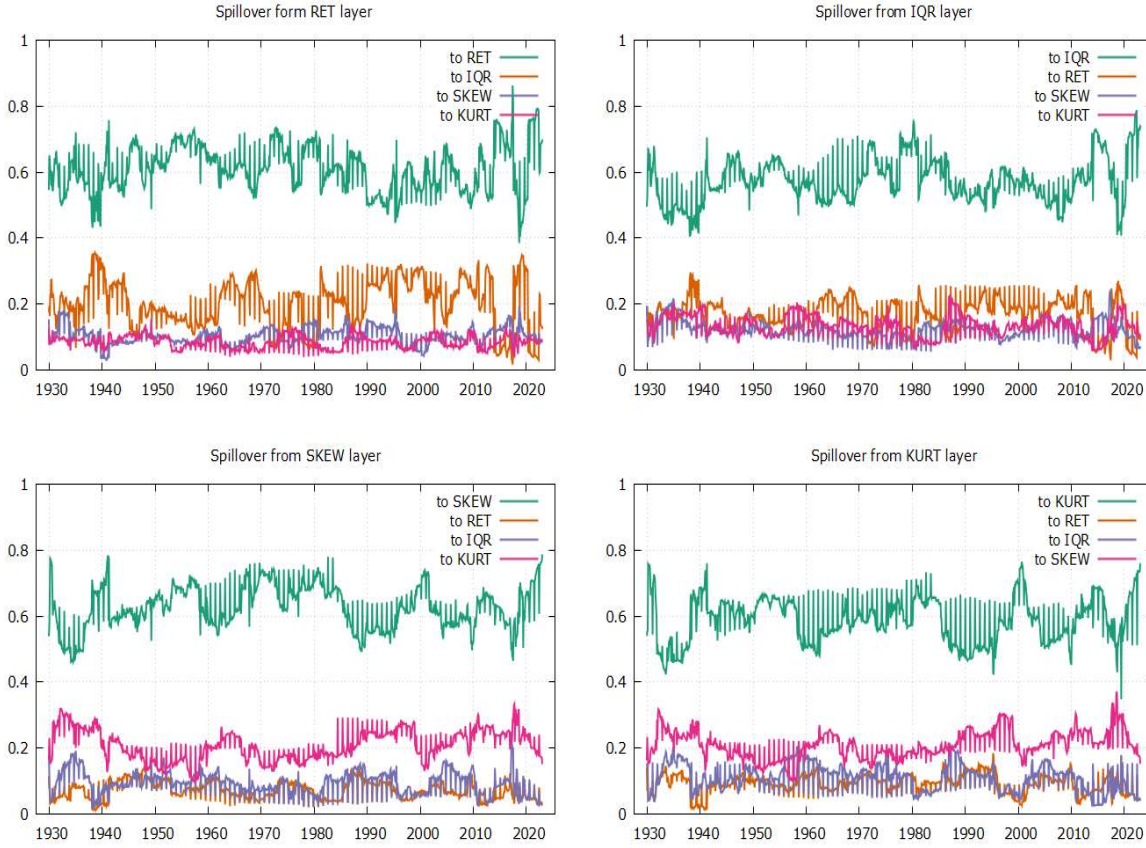 Spillover form RET layer
1
0.8
0.6
0.4
0.2
0
to RET
to IQR
to SKEW
to KURT
1930 1940 1950 1960 1970 1980 1990 2000 2010 2020
Spillover from IQR layer
1
0.8
0.6
0.4
0.2
0
to IQR
to RET
to SKEW
to KURT
1930 1940 1950 1960 1970 1980 1990 2000 2010 2020
Spillover from SKEW layer
1
0.8
0.6
0.4
0.2
0
to SKEW
to RET
to IQR
to KURT
1930 1940 1950 1960 1970 1980 1990 2000 2010 2020
Spillover from KURT layer
1
0.8
0.6
0.4
0.2
0
to KURT
to RET
to IQR
to SKEW
1930 1940 1950 1960 1970 1980 1990 2000 2010 2020